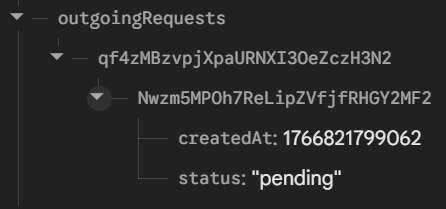 outgoingRequests
qf4zMBzvpjXpaURNXI3OeZczH3N2
Nwzm5MPOh7ReLipZVfjfRHGY2MF2
createdAt: 1766821799062
status: "pending"